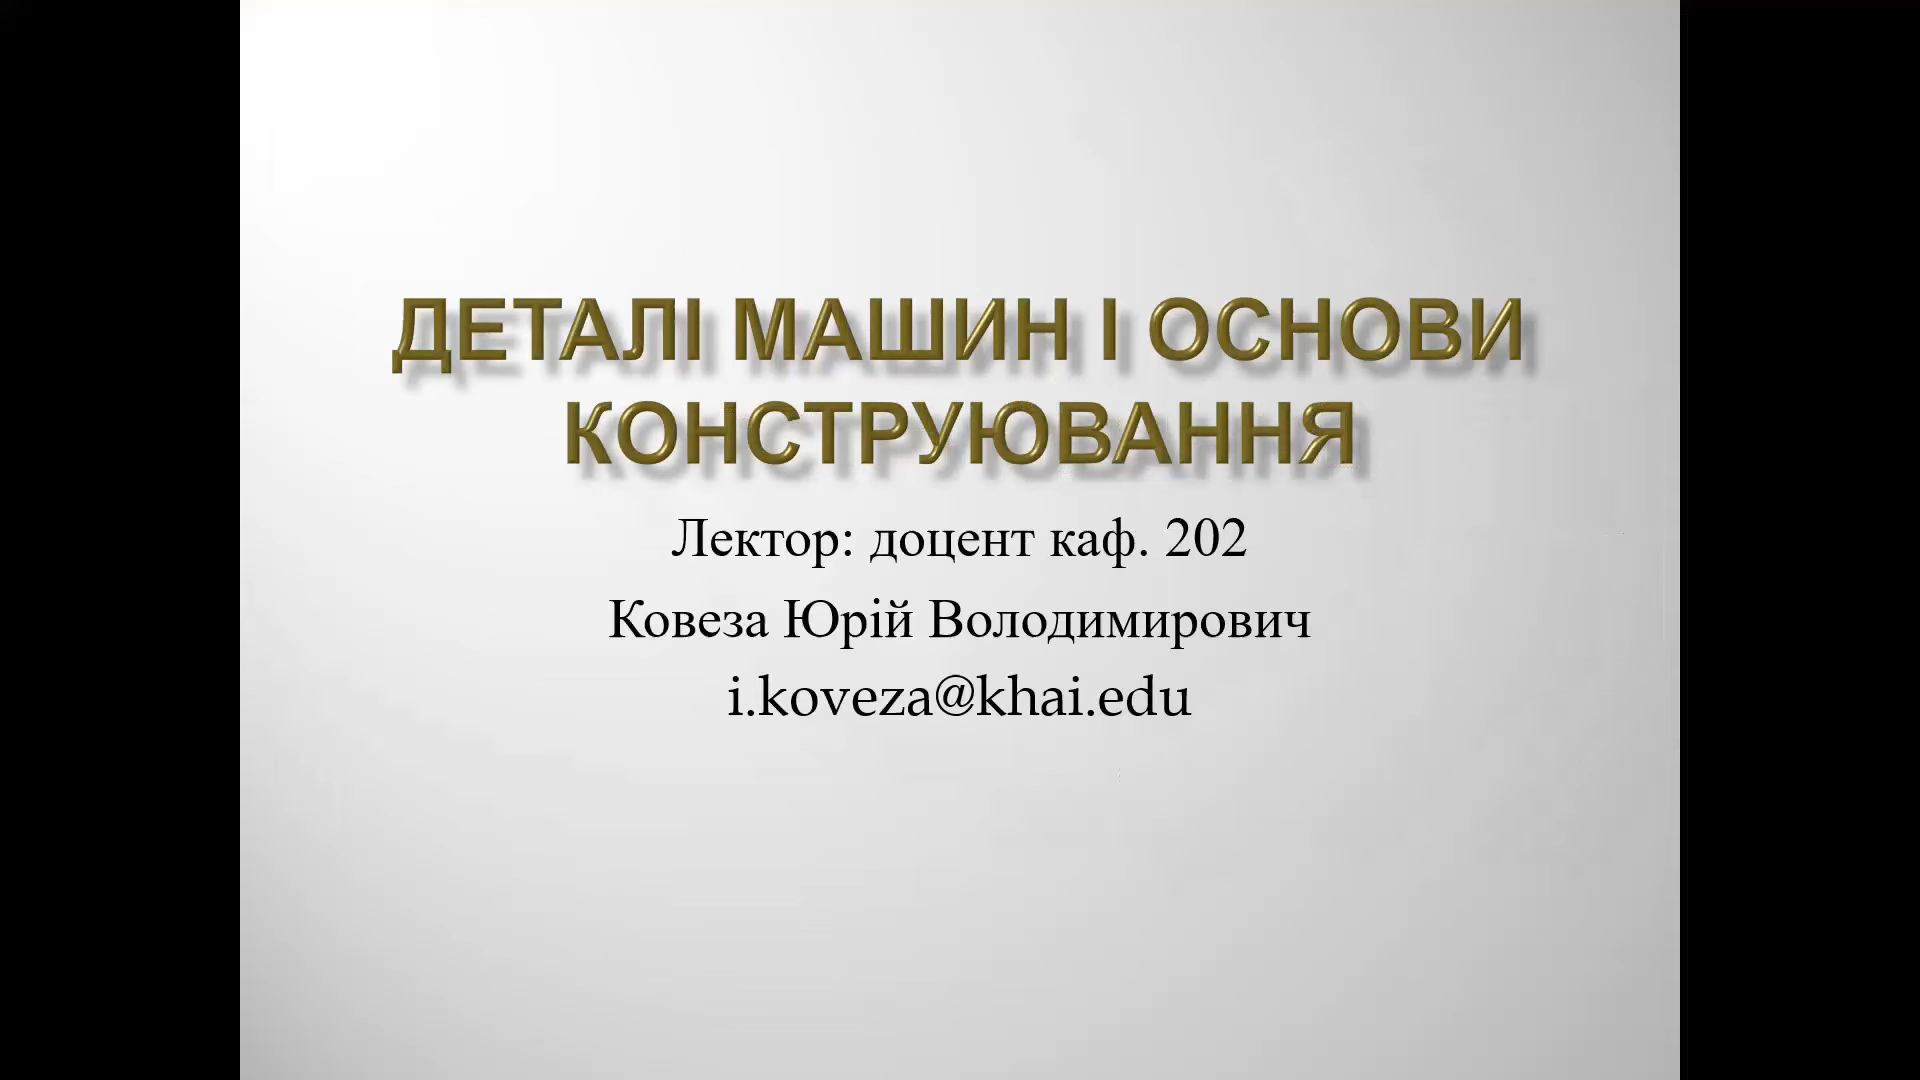 ДЕТАЛІ МАШИН І ОСНОВИ
КОНСТРУЮВАННЯ
Лектор: доцент каф. 202
Ковеза Юрій Володимирович
i.koveza@khai.edu